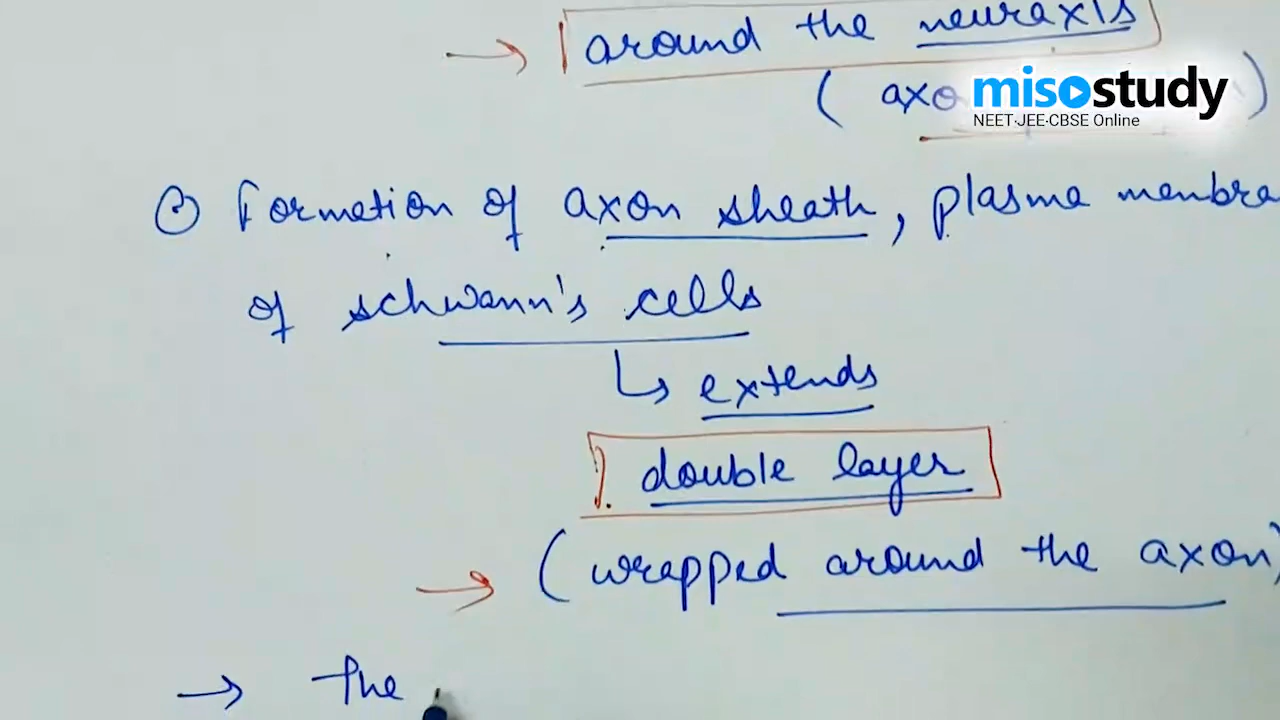 → around the neuraxis
( axo )
misostudy
NEET·JEE·CBSE Online
Formation of axon sheath, plasma menbra
of schwann's cells
↳ extends
double layer
→ (wrapped around the axon)
→ The